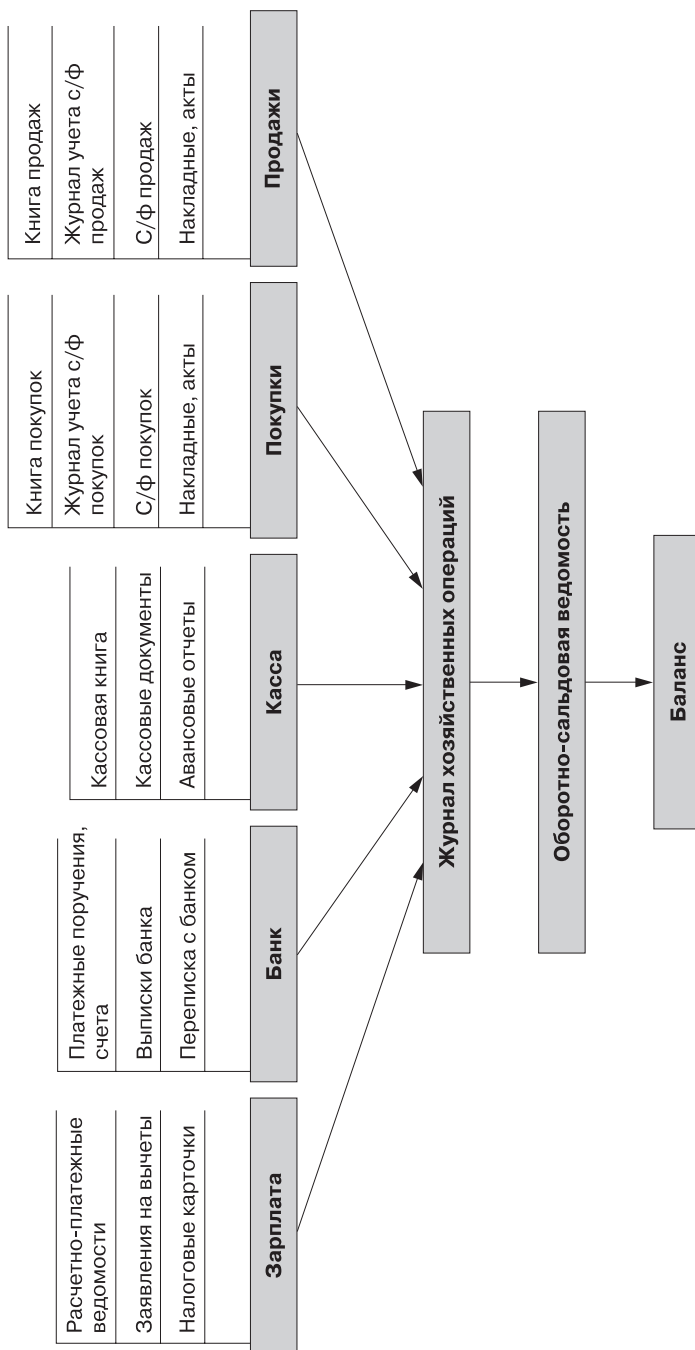 Расчетно-платежные
ведомости
Заявления на вычеты
Налоговые карточки
Зарплата
Платежные поручения,
счета
Выписки банка
Переписка с банком
Банк
Кассовая книга
Кассовые документы
Авансовые отчеты
Касса
Книга покупок
Журнал учета с/ф
покупок
С/ф покупок
Накладные, акты
Покупки
Книга продаж
Журнал учета с/ф
продаж
С/ф продаж
Накладные, акты
Продажи
Журнал хозяйственных операций
Оборотно-сальдовая ведомость
Баланс